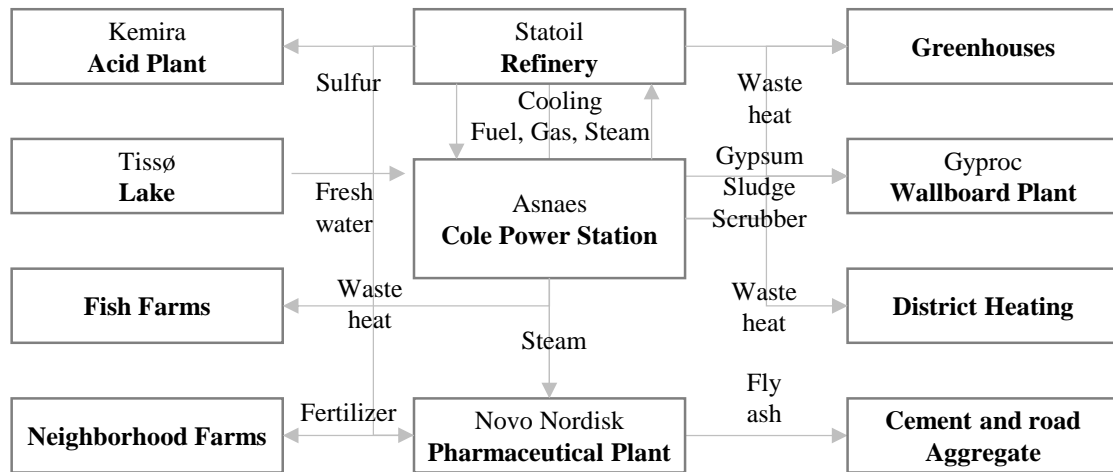 Kemira
Acid Plant
Statoil
Refinery
Greenhouses
Sulfur
Cooling
Fuel, Gas, Steam
Waste
heat
Tissø
Lake
Fresh
water
Asnaes
Cole Power Station
Gypsum
Sludge
Scrubber
Gyproc
Wallboard Plant
Fish Farms
Waste
heat
Waste
heat
District Heating
Steam
Neighborhood Farms
Fertilizer
Novo Nordisk
Pharmaceutical Plant
Fly
ash
Cement and road
Aggregate